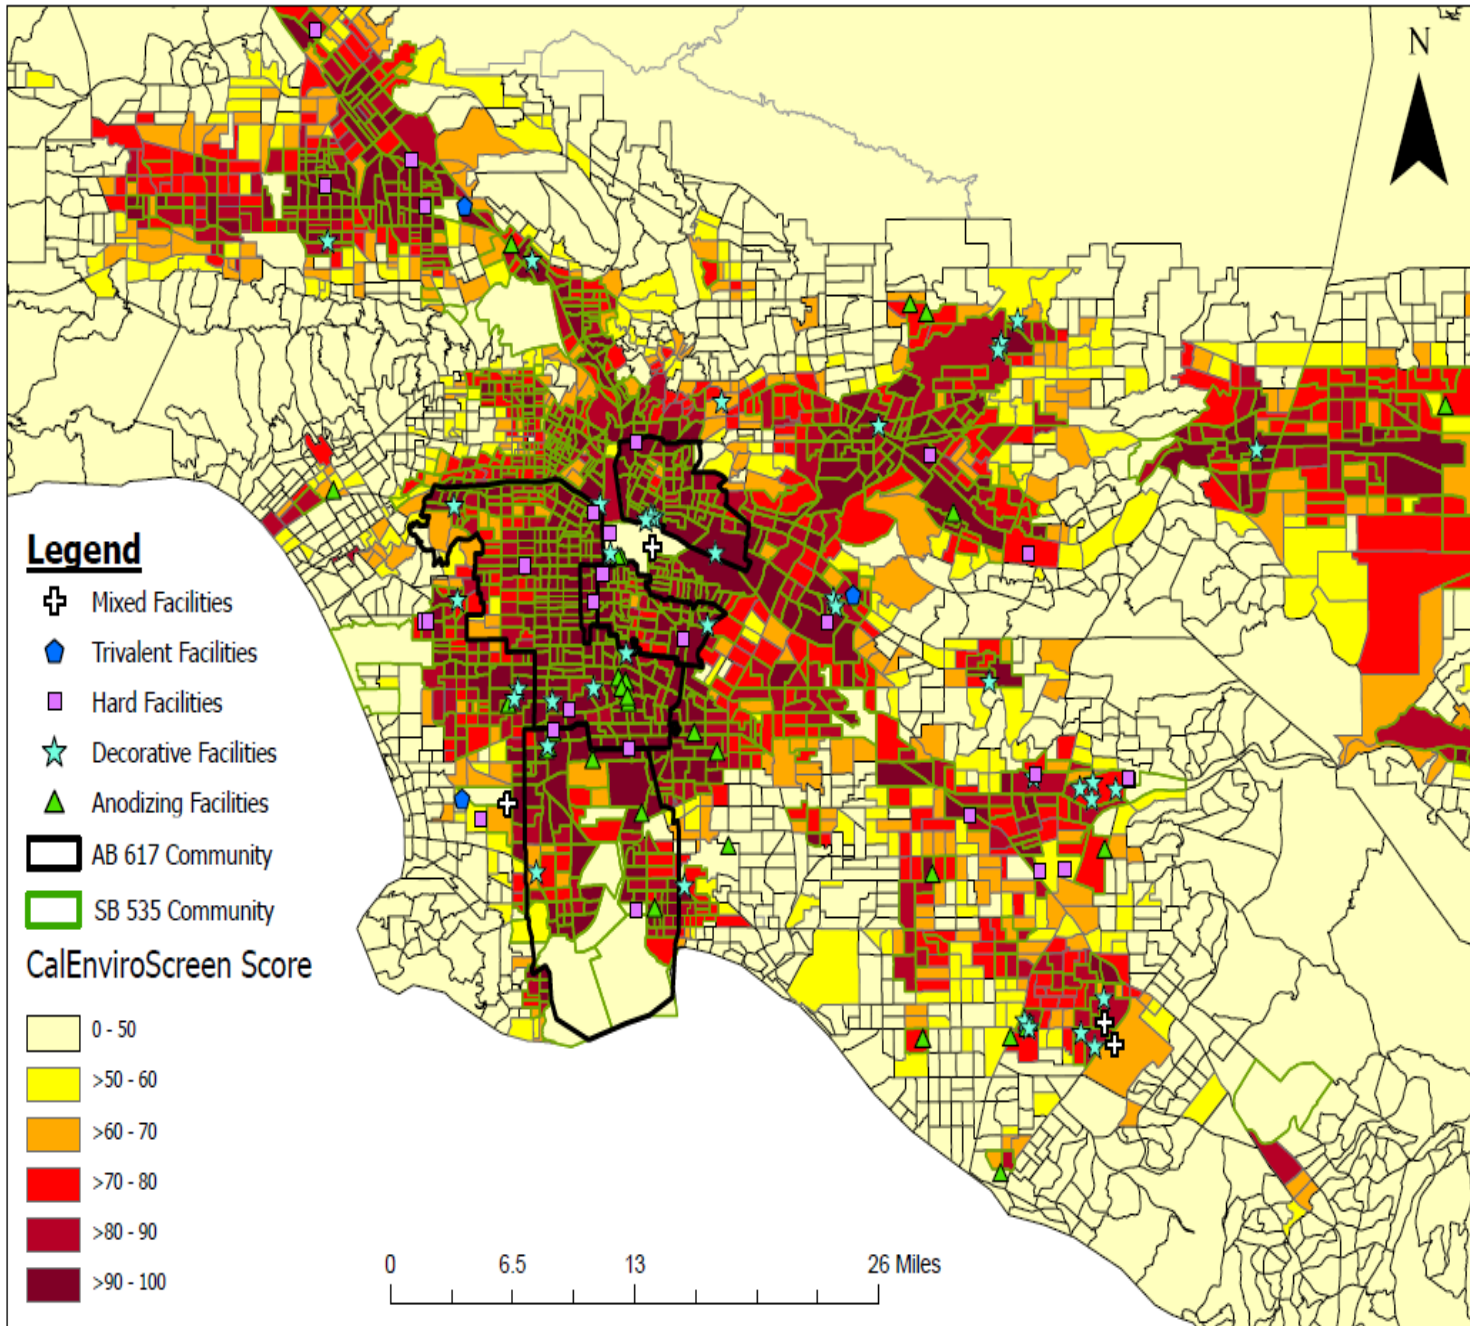 N
Legend
Mixed Facilities
Trivalent Facilities
Hard Facilities
Decorative Facilities
Anodizing Facilities
AB 617 Community
SB 535 Community
CalEnviroScreen Score
0 - 50
>50 - 60
>60 - 70
>70 - 80
>80 - 90
>90 - 100
0 6.5 13 26 Miles